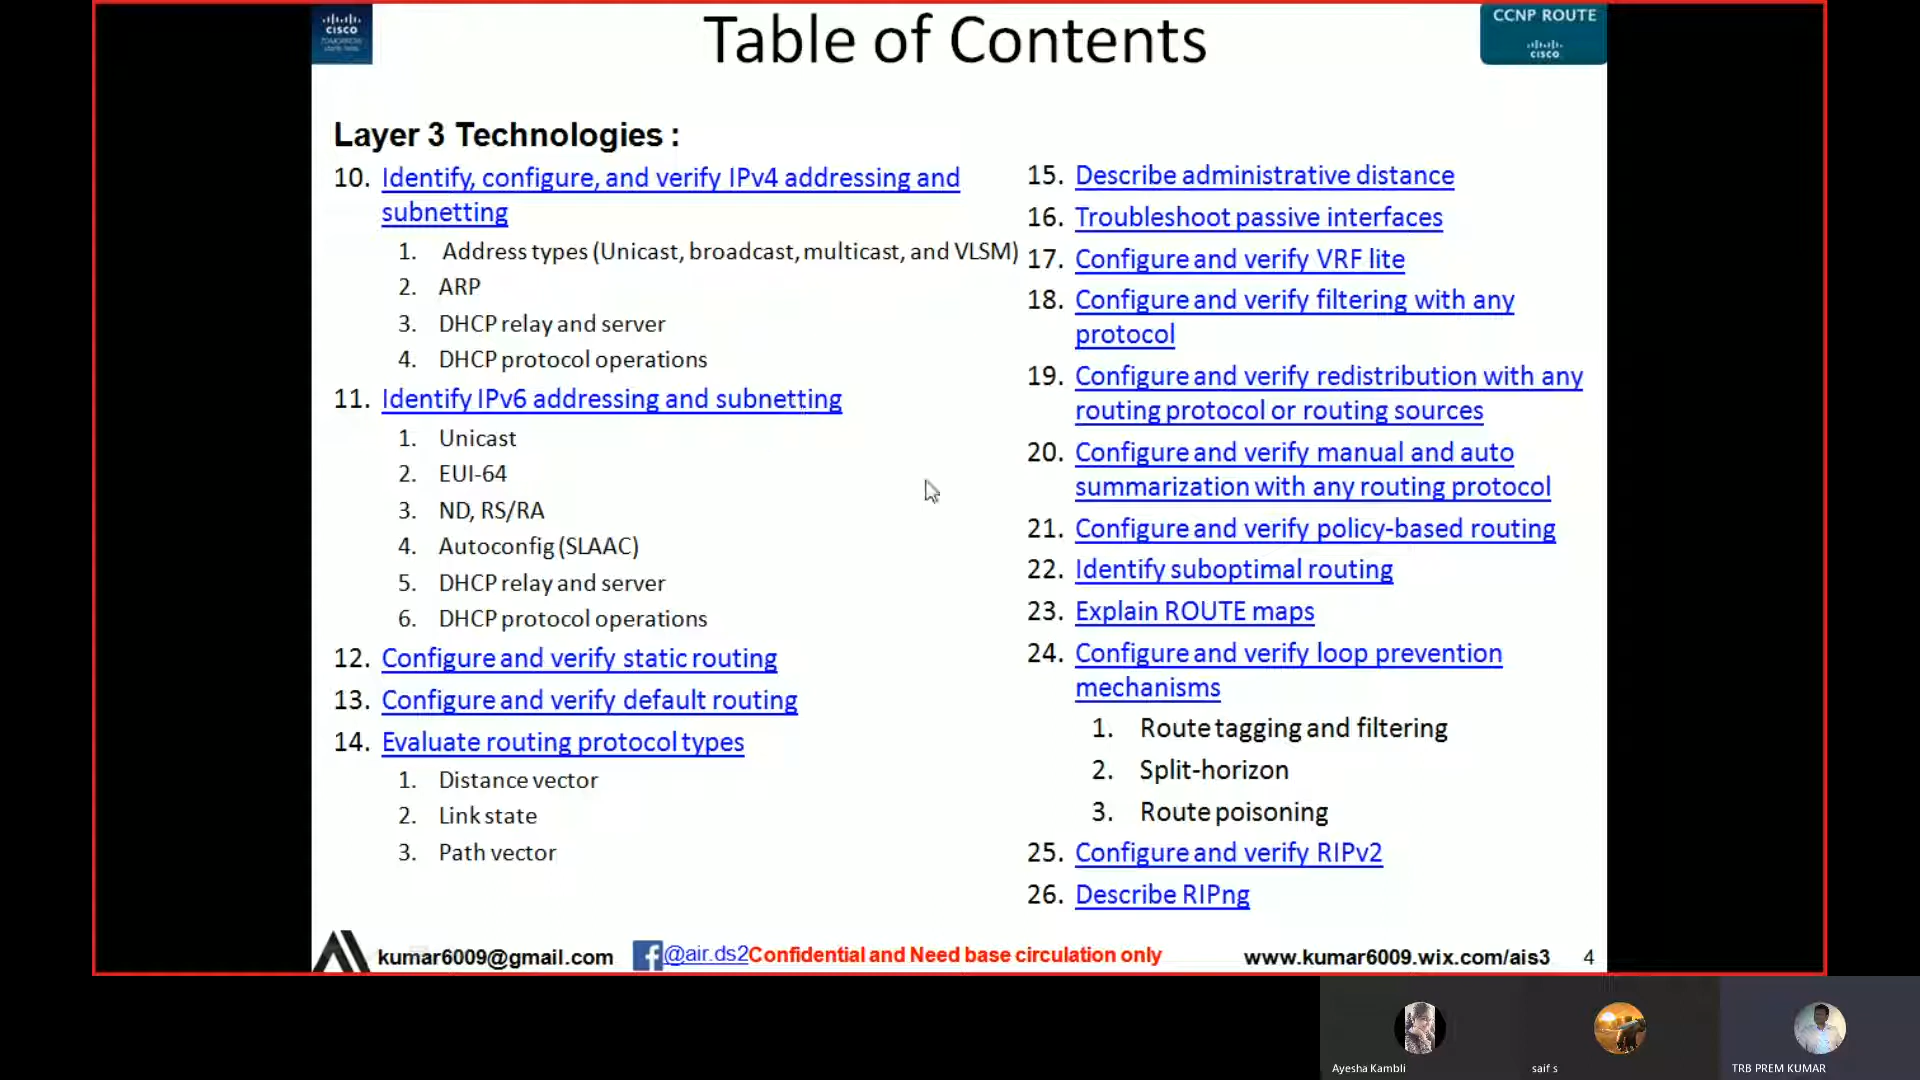 CISCO
TOMORROW
starts here.
Table of Contents
CCNP ROUTE
CISCO
Layer 3 Technologies :
10. Identify, configure, and verify IPv4 addressing and
subnetting
1. Address types (Unicast, broadcast, multicast, and VLSM)
2. ARP
3. DHCP relay and server
4. DHCP protocol operations
11. Identify IPv6 addressing and subnetting
1. Unicast
2. EUI-64
3. ND, RS/RA
4. Autoconfig (SLAAC)
5. DHCP relay and server
6. DHCP protocol operations
12. Configure and verify static routing
13. Configure and verify default routing
14. Evaluate routing protocol types
1. Distance vector
2. Link state
3. Path vector
15. Describe administrative distance
16. Troubleshoot passive interfaces
17. Configure and verify VRF lite
18. Configure and verify filtering with any
protocol
19. Configure and verify redistribution with any
routing protocol or routing sources
20. Configure and verify manual and auto
summarization with any routing protocol
21. Configure and verify policy-based routing
22. Identify suboptimal routing
23. Explain ROUTE maps
24. Configure and verify loop prevention
mechanisms
1. Route tagging and filtering
2. Split-horizon
3. Route poisoning
25. Configure and verify RIPv2
26. Describe RIPng
kumar6009@gmail.com f @air.ds2 Confidential and Need base circulation only www.kumar6009.wix.com/ais3 4
Ayesha Kambli saif s TRB PREM KUMAR